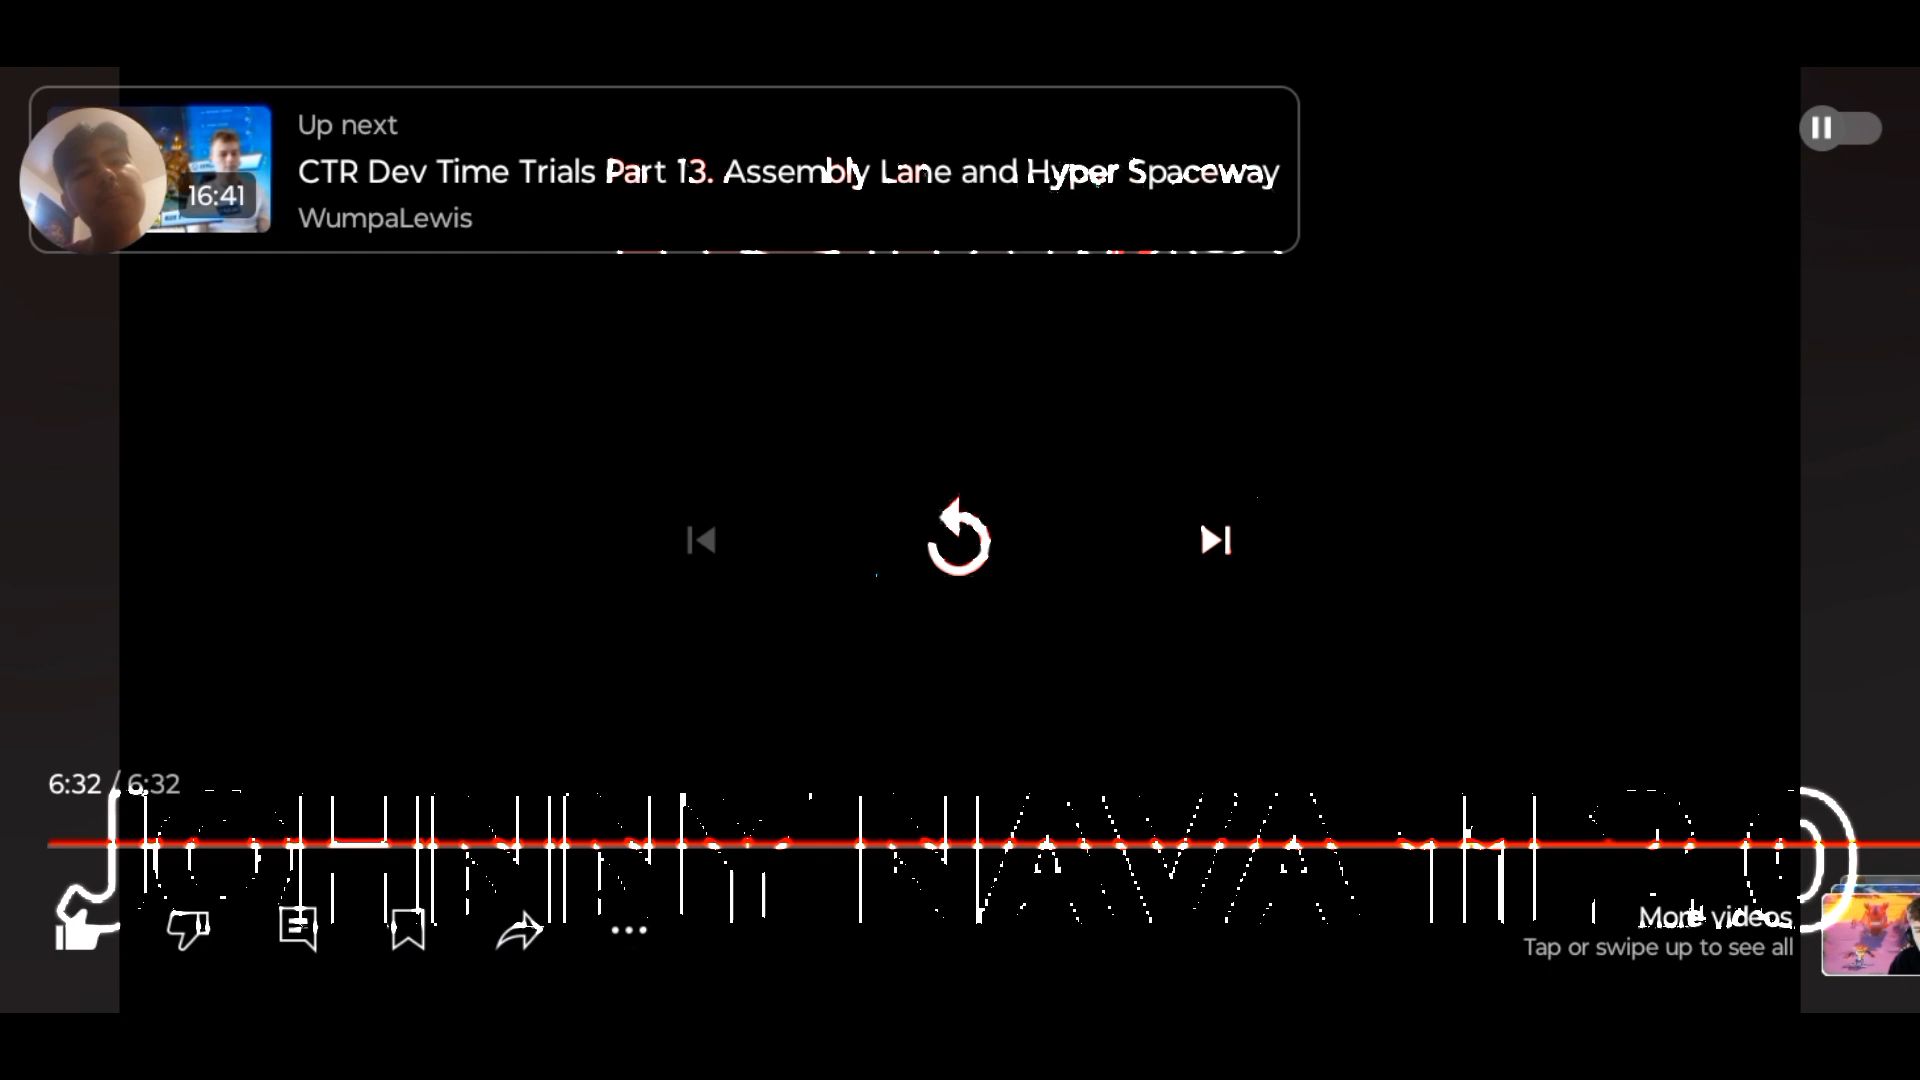 Up next
CTR Dev Time Trials Part 13. Assembly Lane and Hyper Spaceway
16:41
WumpaLewis
6:32 / 6:32
JOHNNY NAVA
More videos
Tap or swipe up to see all